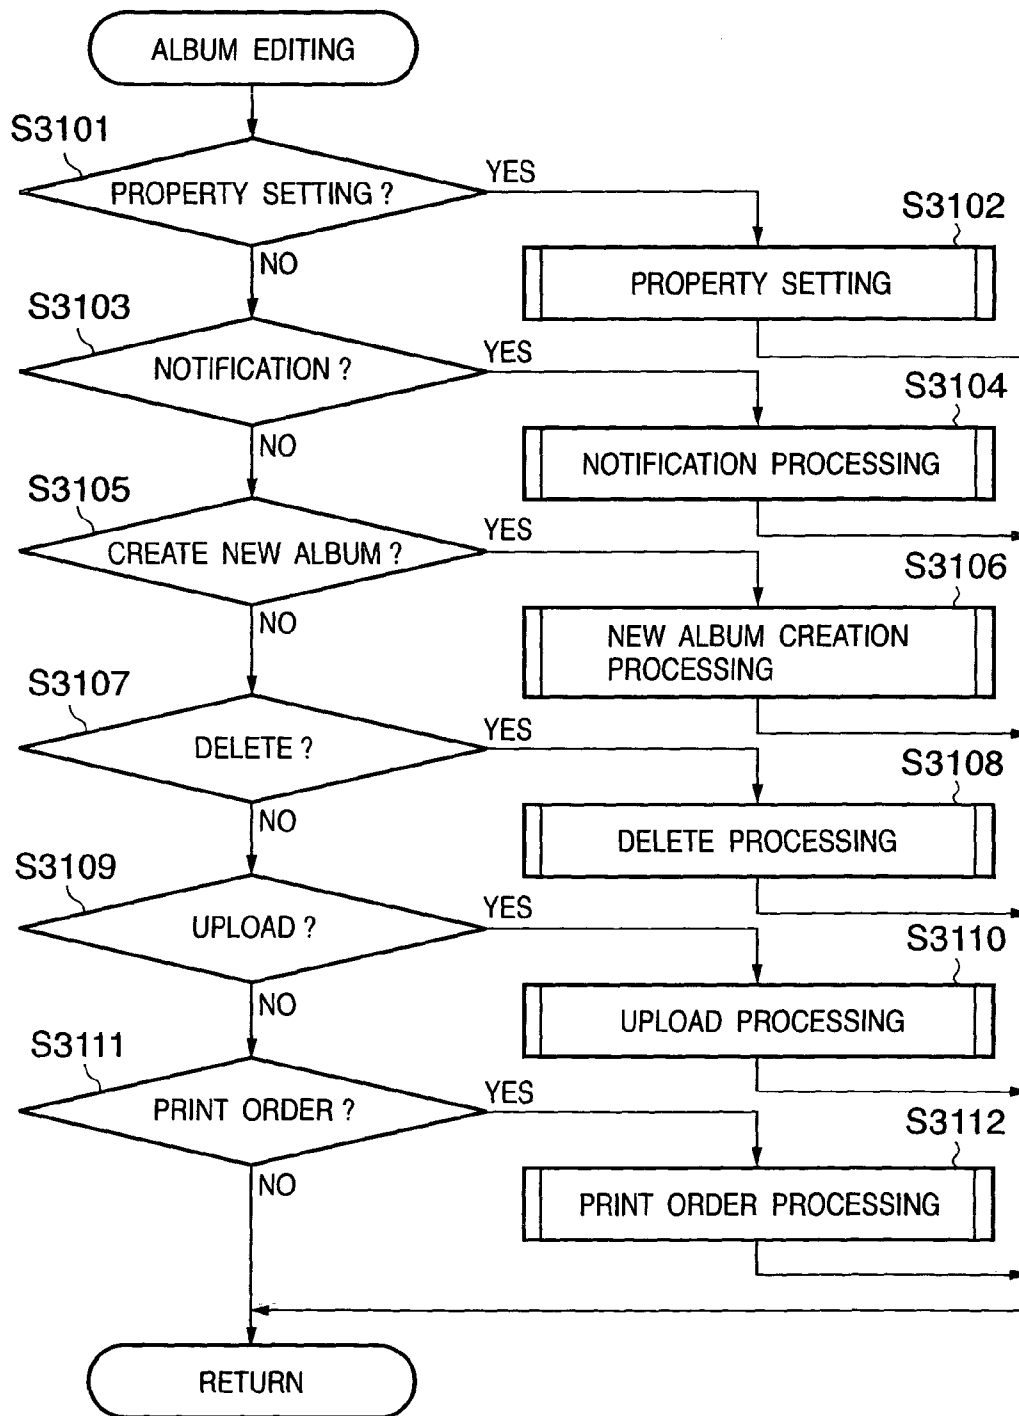 ALBUM EDITING
S3101
PROPERTY SETTING ?
YES
NO
S3102
PROPERTY SETTING
S3103
NOTIFICATION ?
YES
NO
S3104
NOTIFICATION PROCESSING
S3105
CREATE NEW ALBUM ?
YES
NO
S3106
NEW ALBUM CREATION
PROCESSING
S3107
DELETE ?
YES
NO
S3108
DELETE PROCESSING
S3109
UPLOAD ?
YES
NO
S3110
UPLOAD PROCESSING
S3111
PRINT ORDER ?
YES
NO
S3112
PRINT ORDER PROCESSING
RETURN